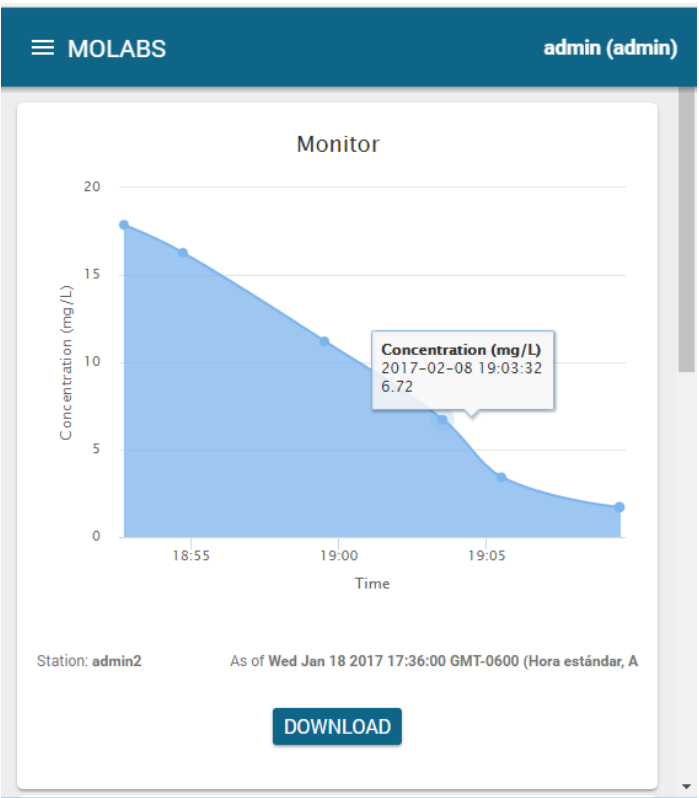 ☰ MOLABS admin (admin)
Monitor
20
15
10
5
0
Concentration (mg/L)
Concentration (mg/L)
2017-02-08 19:03:32
6.72
18:55 19:00 19:05
Time
Station: admin2 As of Wed Jan 18 2017 17:36:00 GMT-0600 (Hora estándar, A
DOWNLOAD